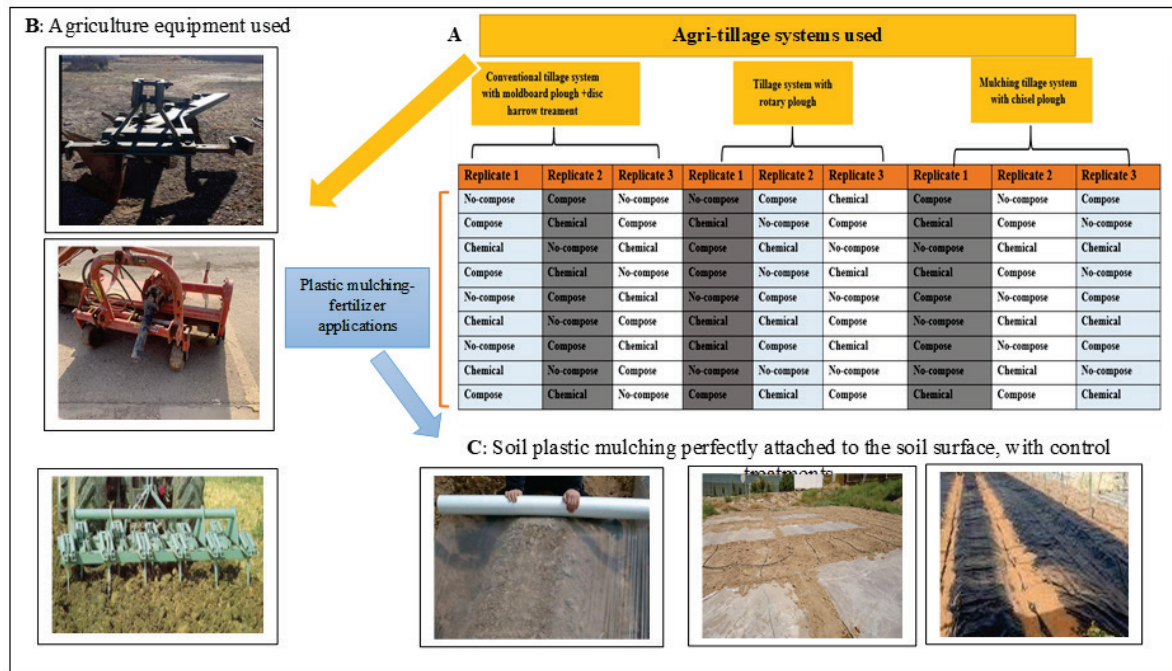 B: Agriculture equipment used
A
Agri-tillage systems used
Conventional tillage system
with moldboard plough +disc
harrow treament
Tillage system with
rotary plough
Mulching tillage system
with chisel plough
Replicate 1 Replicate 2 Replicate 3 Replicate 1 Replicate 2 Replicate 3 Replicate 1 Replicate 2 Replicate 3
No-compose Compose No-compose No-compose Compose Chemical Compose No-compose Compose
Compose Chemical Compose Chemical No-compose Compose Chemical Compose No-compose
Chemical No-compose Chemical Compose Chemical No-compose No-compose Chemical Chemical
Compose Chemical No-compose Compose No-compose Chemical Chemical Compose No-compose
No-compose Compose Chemical No-compose Compose No-compose Compose No-compose Compose
Chemical No-compose Compose Chemical Chemical Compose No-compose Chemical Chemical
No-compose Compose No-compose Chemical Compose Chemical Compose No-compose Compose
Chemical No-compose Compose No-compose No-compose No-compose No-compose Chemical No-compose
Compose Chemical No-compose Compose Chemical Compose Chemical Compose Chemical
Plastic mulching-
fertilizer
applications
C: Soil plastic mulching perfectly attached to the soil surface, with control
treatments